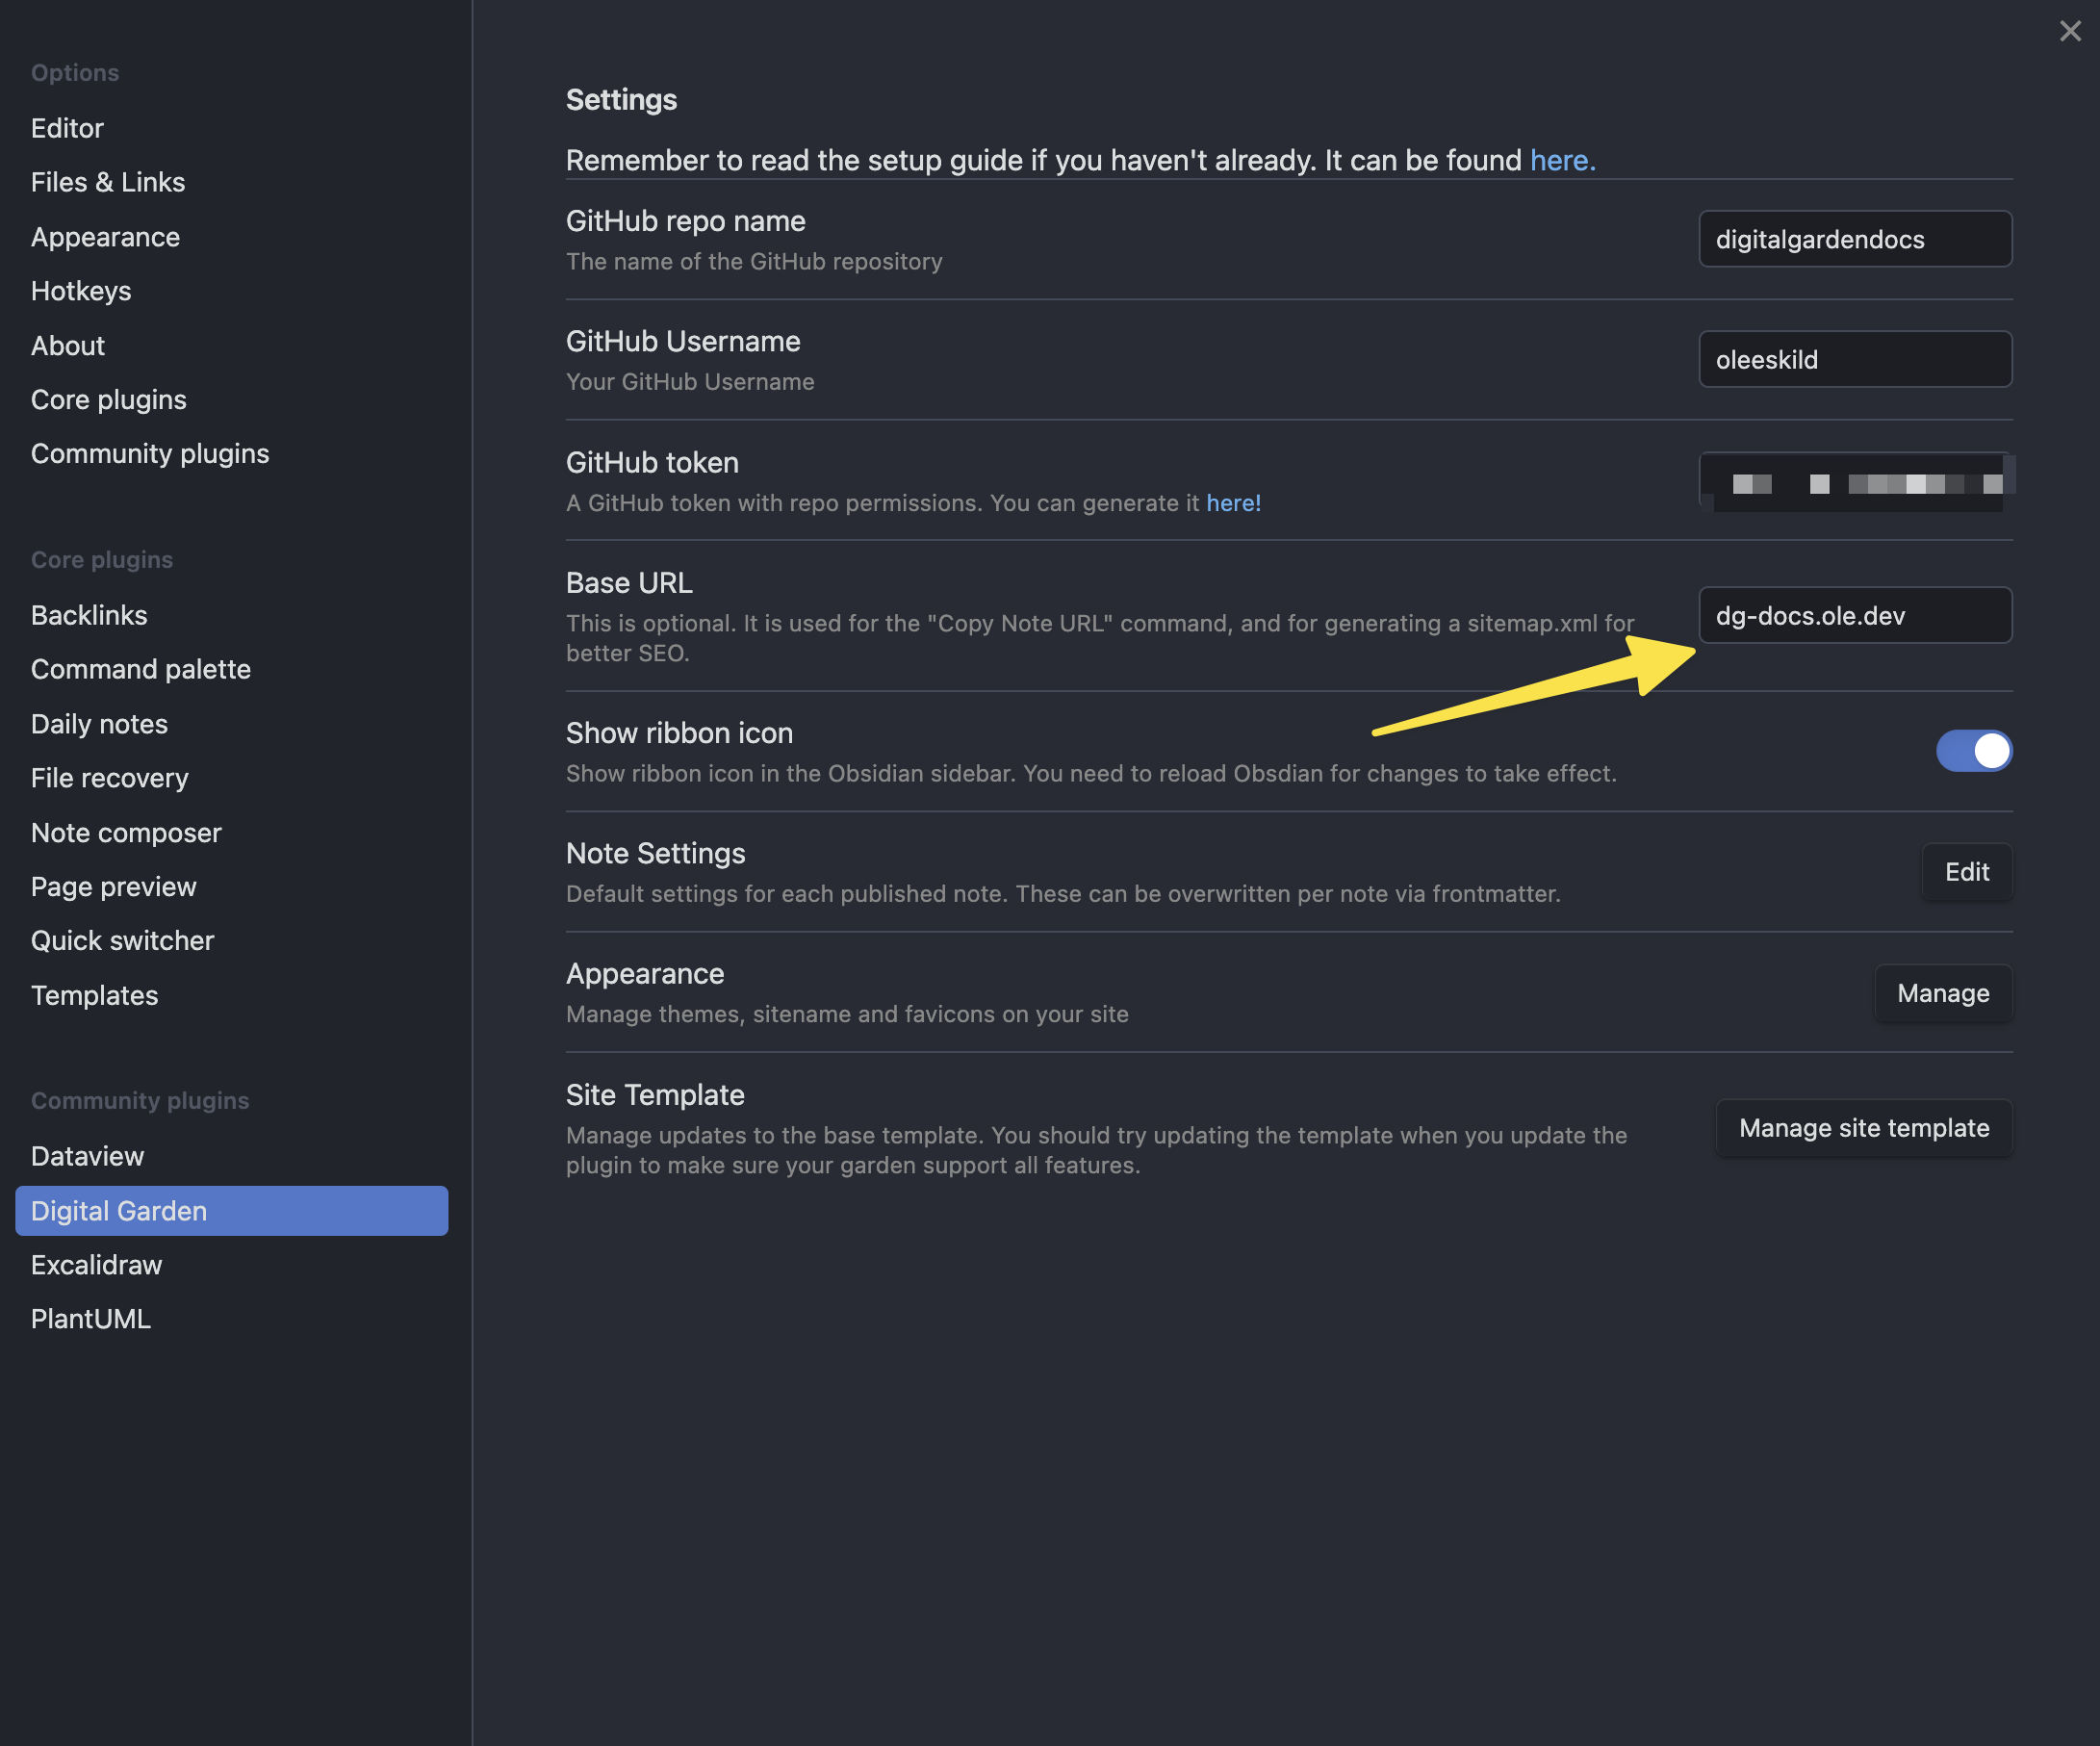 Options
Editor
Files & Links
Appearance
Hotkeys
About
Core plugins
Community plugins
Core plugins
Backlinks
Command palette
Daily notes
File recovery
Note composer
Page preview
Quick switcher
Templates
Community plugins
Dataview
Digital Garden
Excalidraw
PlantUML
Settings
Remember to read the setup guide if you haven't already. It can be found here.
GitHub repo name
The name of the GitHub repository
digitalgardendocs
GitHub Username
Your GitHub Username
oleeskild
GitHub token
A GitHub token with repo permissions. You can generate it here!
Base URL
This is optional. It is used for the "Copy Note URL" command, and for generating a sitemap.xml for
better SEO.
dg-docs.ole.dev
Show ribbon icon
Show ribbon icon in the Obsidian sidebar. You need to reload Obsdian for changes to take effect.
Note Settings
Default settings for each published note. These can be overwritten per note via frontmatter.
Edit
Appearance
Manage themes, sitename and favicons on your site
Manage
Site Template
Manage updates to the base template. You should try updating the template when you update the
plugin to make sure your garden support all features.
Manage site template